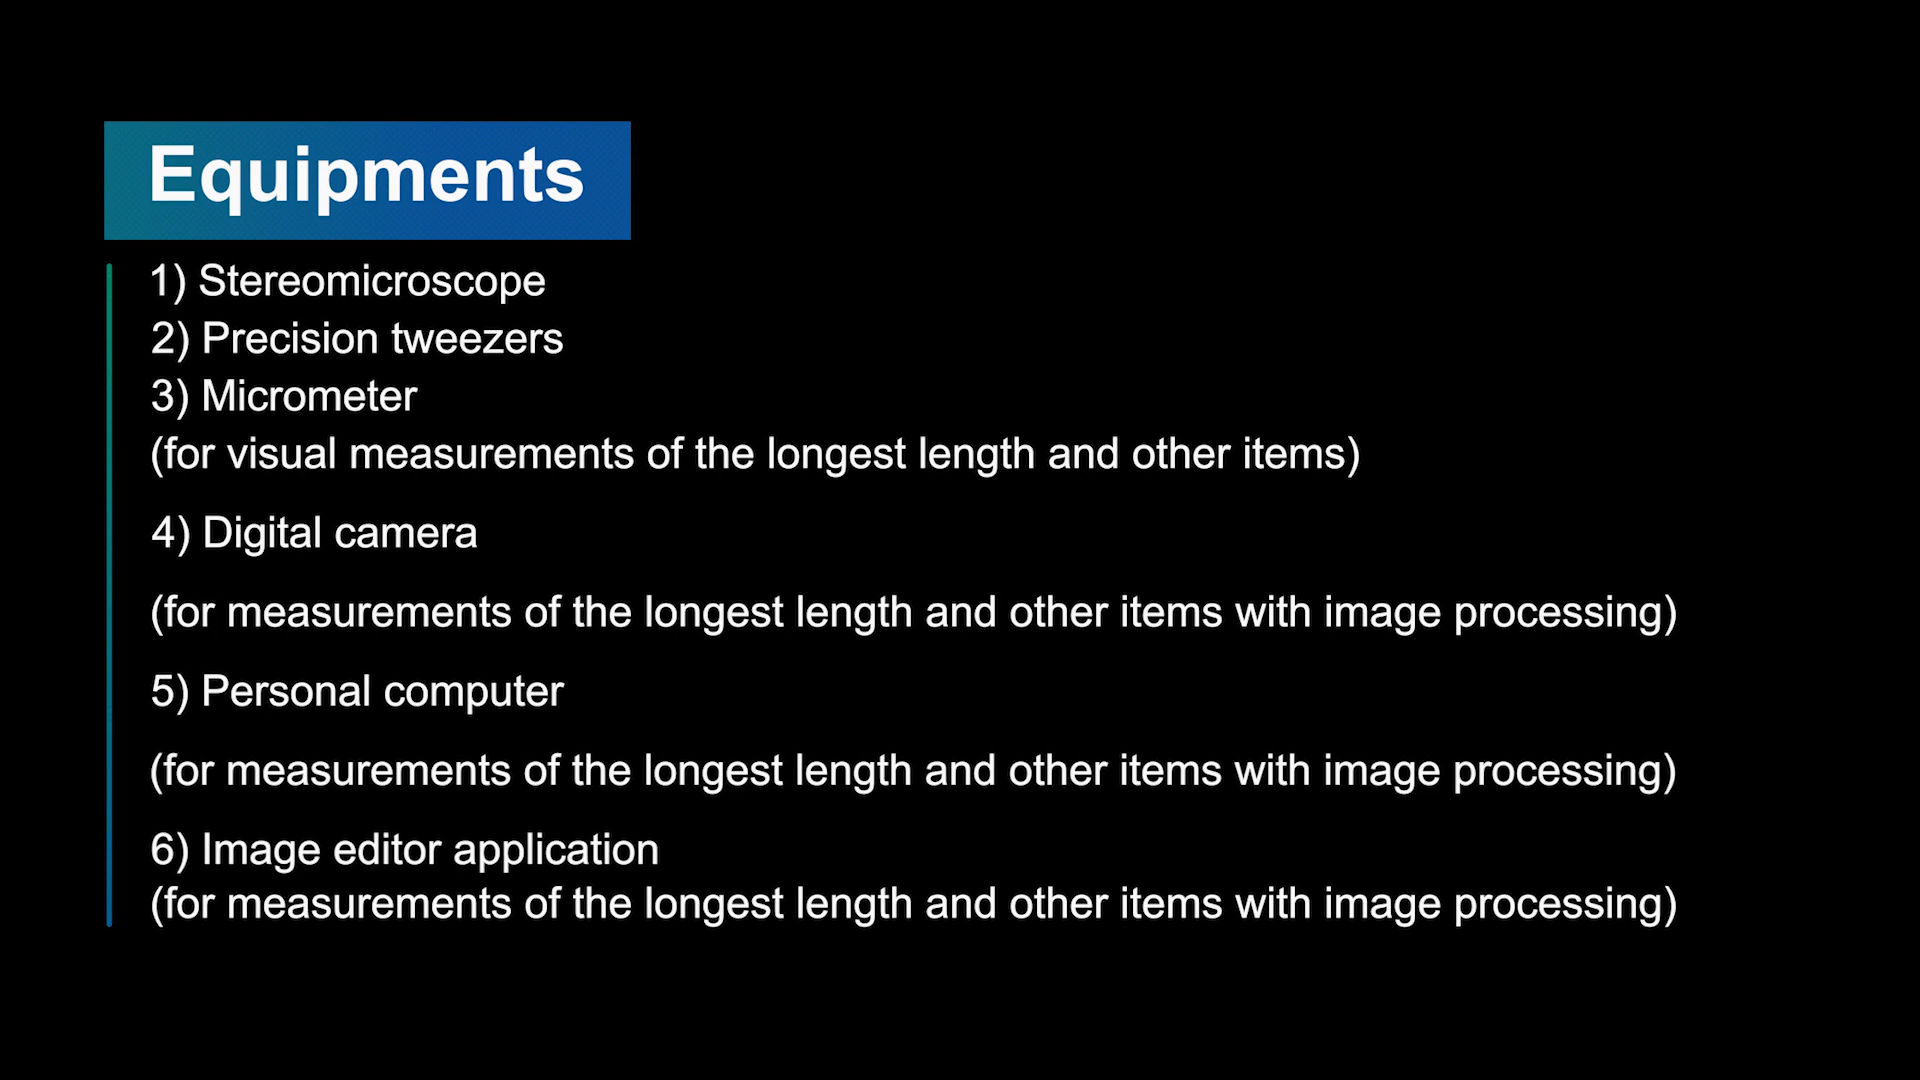 Equipments
1) Stereomicroscope
2) Precision tweezers
3) Micrometer
(for visual measurements of the longest length and other items)
4) Digital camera
(for measurements of the longest length and other items with image processing)
5) Personal computer
(for measurements of the longest length and other items with image processing)
6) Image editor application
(for measurements of the longest length and other items with image processing)